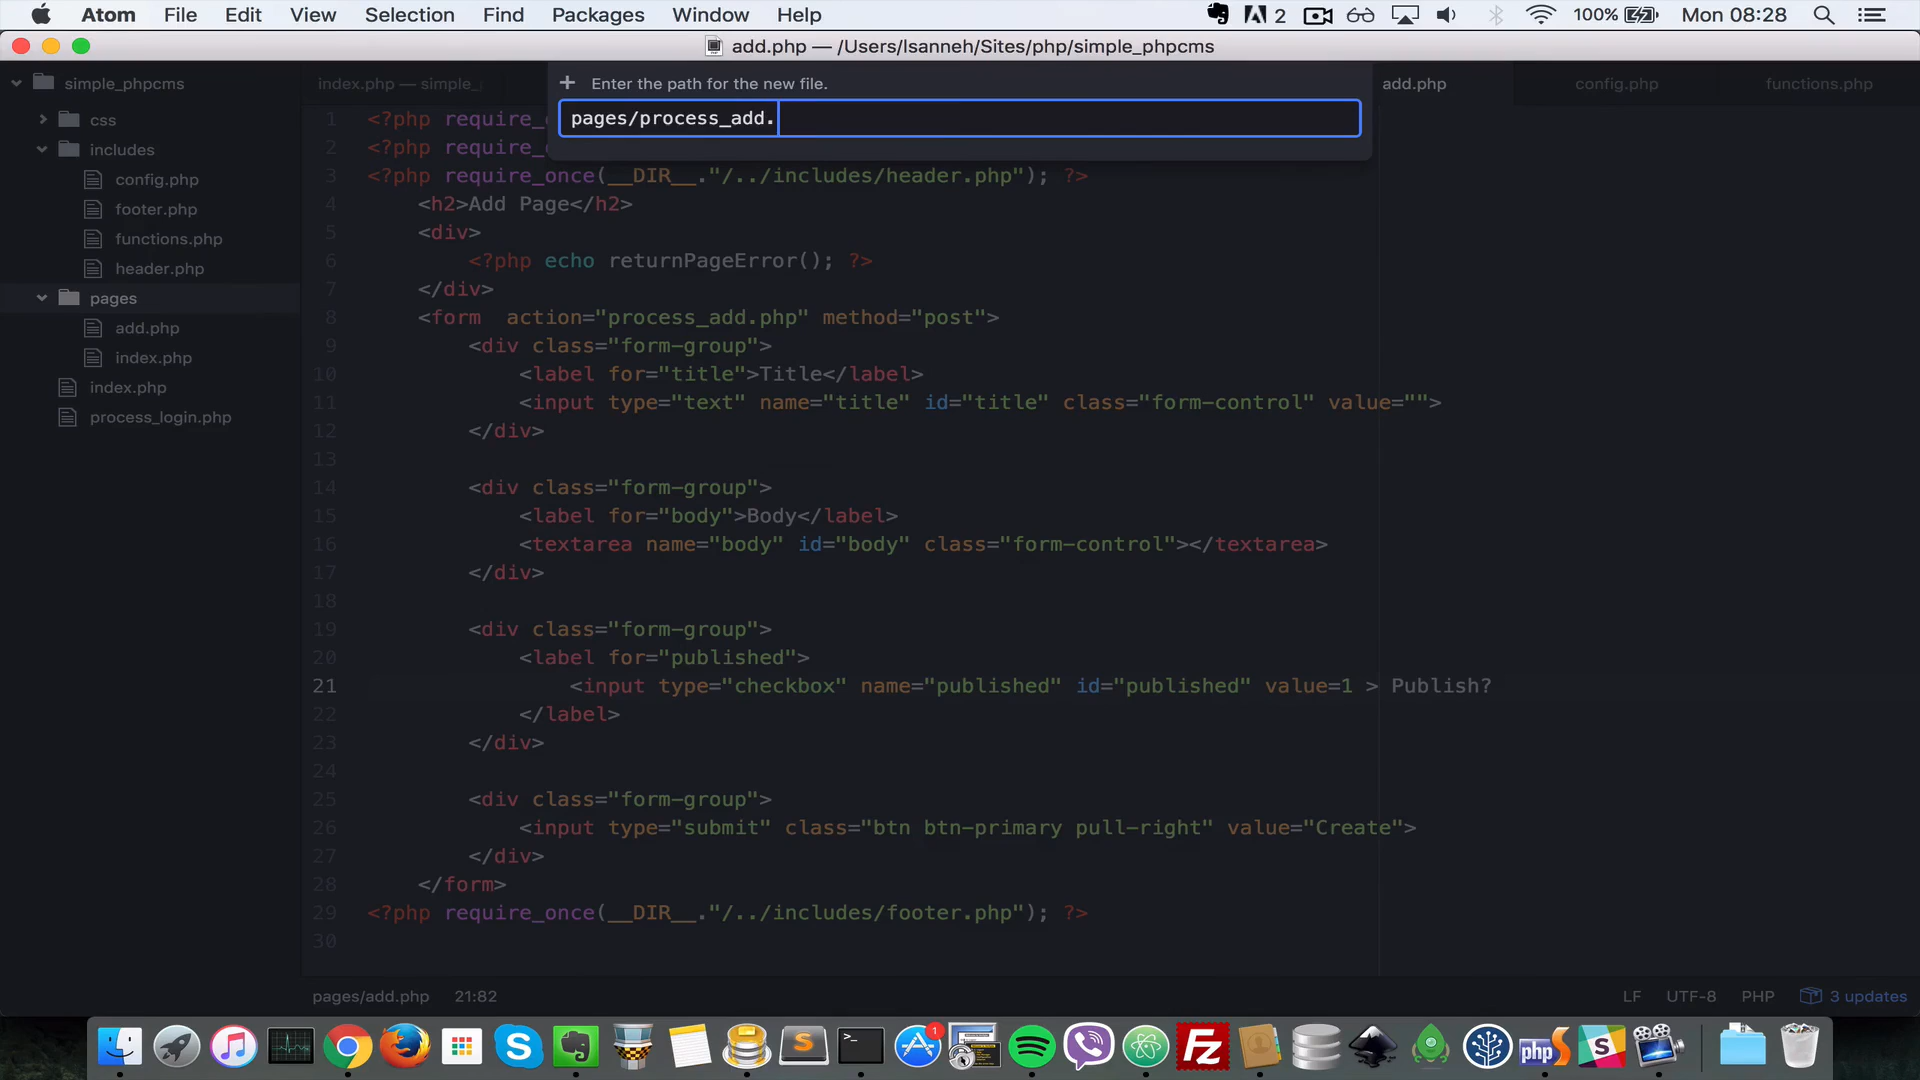 Atom File Edit View Selection Find Packages Window Help 2 100% Mon 08:28
add.php — /Users/lsanneh/Sites/php/simple_phpcms
simple_phpcms
css
includes
config.php
footer.php
functions.php
header.php
pages
add.php
index.php
index.php
process_login.php
index.php — simple_ add.php config.php functions.php
Enter the path for the new file.
pages/process_add.
1 <?php require_
2 <?php require_
3 <?php require_once(__DIR__."/../includes/header.php"); ?>
4 <h2>Add Page</h2>
5 <div>
6 <?php echo returnPageError(); ?>
7 </div>
8 <form  action="process_add.php" method="post">
9 <div class="form-group">
10 <label for="title">Title</label>
11 <input type="text" name="title" id="title" class="form-control" value="">
12 </div>
13
14 <div class="form-group">
15 <label for="body">Body</label>
16 <textarea name="body" id="body" class="form-control"></textarea>
17 </div>
18
19 <div class="form-group">
20 <label for="published">
21 <input type="checkbox" name="published" id="published" value=1 > Publish?
22 </label>
23 </div>
24
25 <div class="form-group">
26 <input type="submit" class="btn btn-primary pull-right" value="Create">
27 </div>
28 </form>
29 <?php require_once(__DIR__."/../includes/footer.php"); ?>
30
pages/add.php 21:82 LF UTF-8 PHP 3 updates
1
php